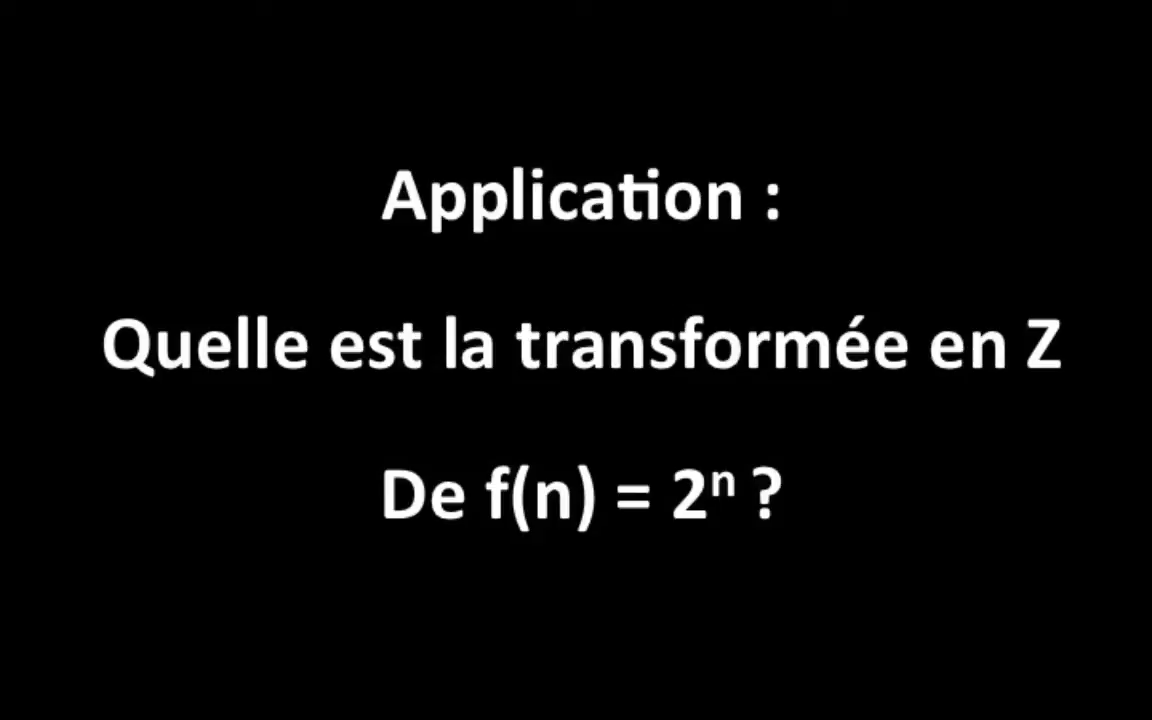 Application :
Quelle est la transformée en Z
De f(n) = 2ⁿ ?